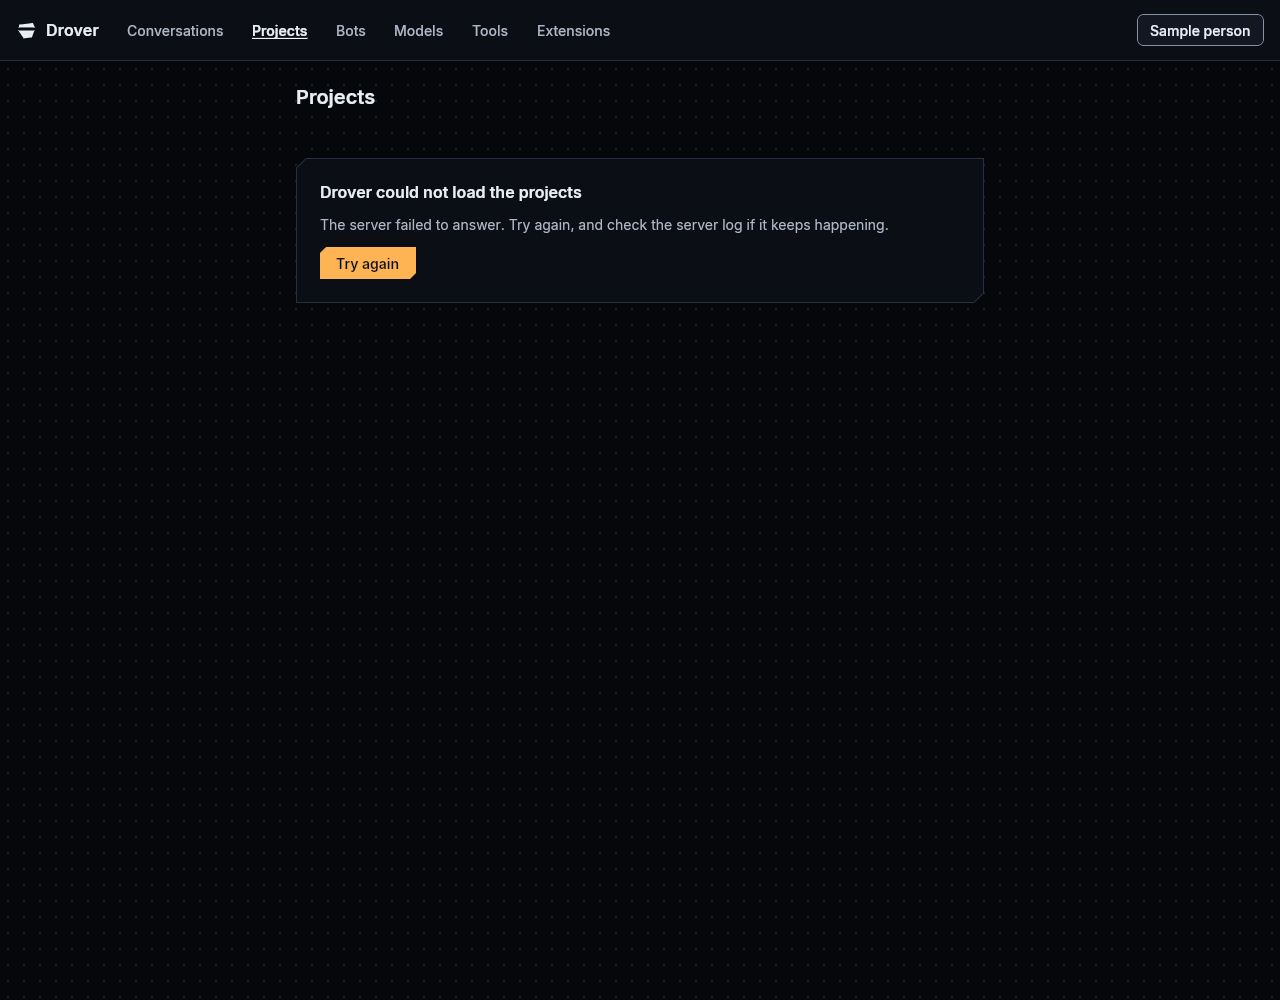 Drover
Conversations
Projects
Bots
Models
Tools
Extensions
Sample person
Projects
Drover could not load the projects
The server failed to answer. Try again, and check the server log if it keeps happening.
Try again